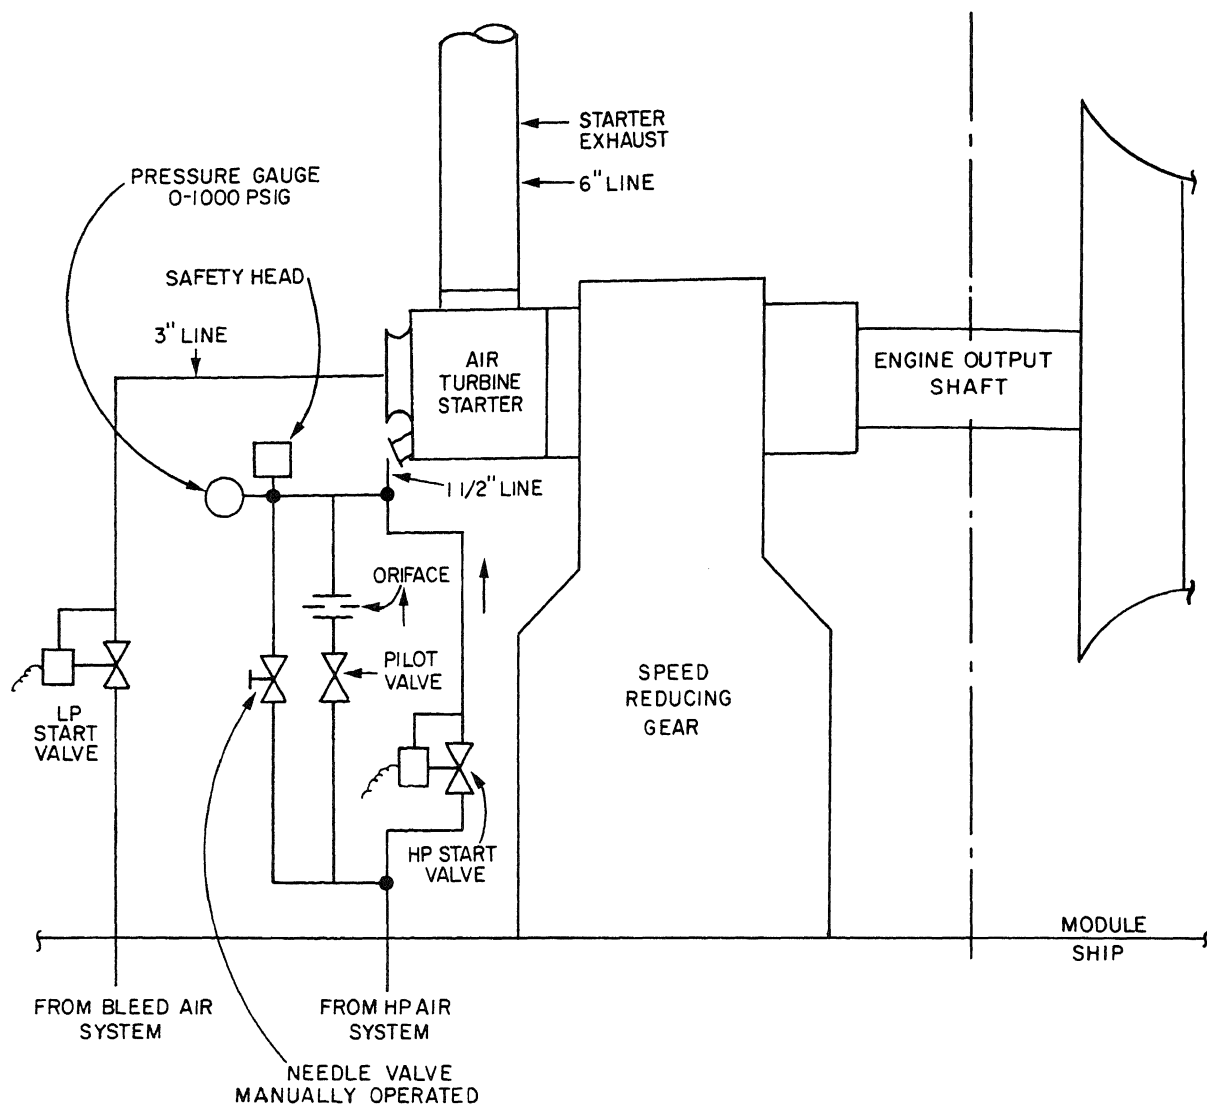 STARTER
EXHAUST
6" LINE
PRESSURE GAUGE
0-1000 PSIG
SAFETY HEAD
3" LINE
AIR
TURBINE
STARTER
ENGINE OUTPUT
SHAFT
1 1/2" LINE
ORIFACE
PILOT
VALVE
SPEED
REDUCING
GEAR
LP
START
VALVE
HP START
VALVE
MODULE
SHIP
FROM BLEED AIR
SYSTEM
FROM HP AIR
SYSTEM
NEEDLE VALVE
MANUALLY OPERATED